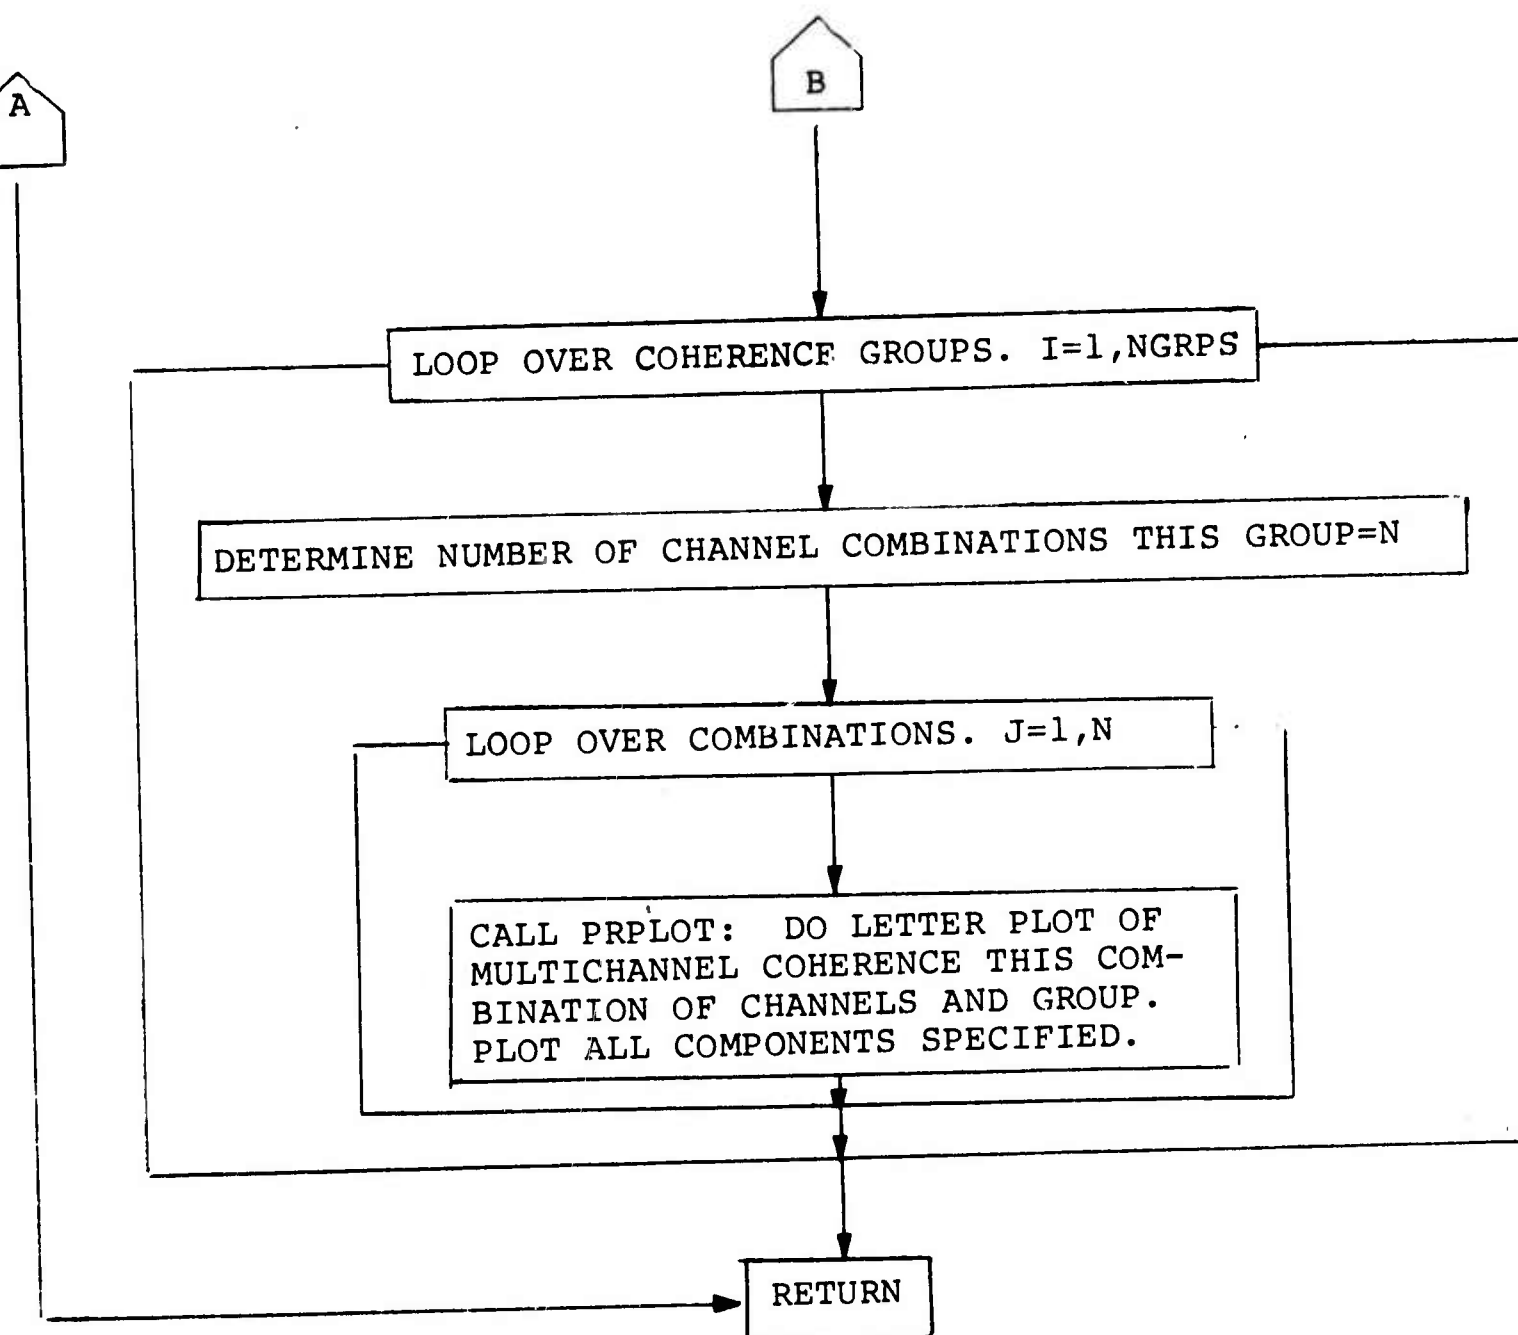 A
B
LOOP OVER COHERENCE GROUPS. I=1,NGRPS
DETERMINE NUMBER OF CHANNEL COMBINATIONS THIS GROUP=N
LOOP OVER COMBINATIONS. J=1,N
CALL PRPLOT: DO LETTER PLOT OF
MULTICHANNEL COHERENCE THIS COM-
BINATION OF CHANNELS AND GROUP.
PLOT ALL COMPONENTS SPECIFIED.
RETURN